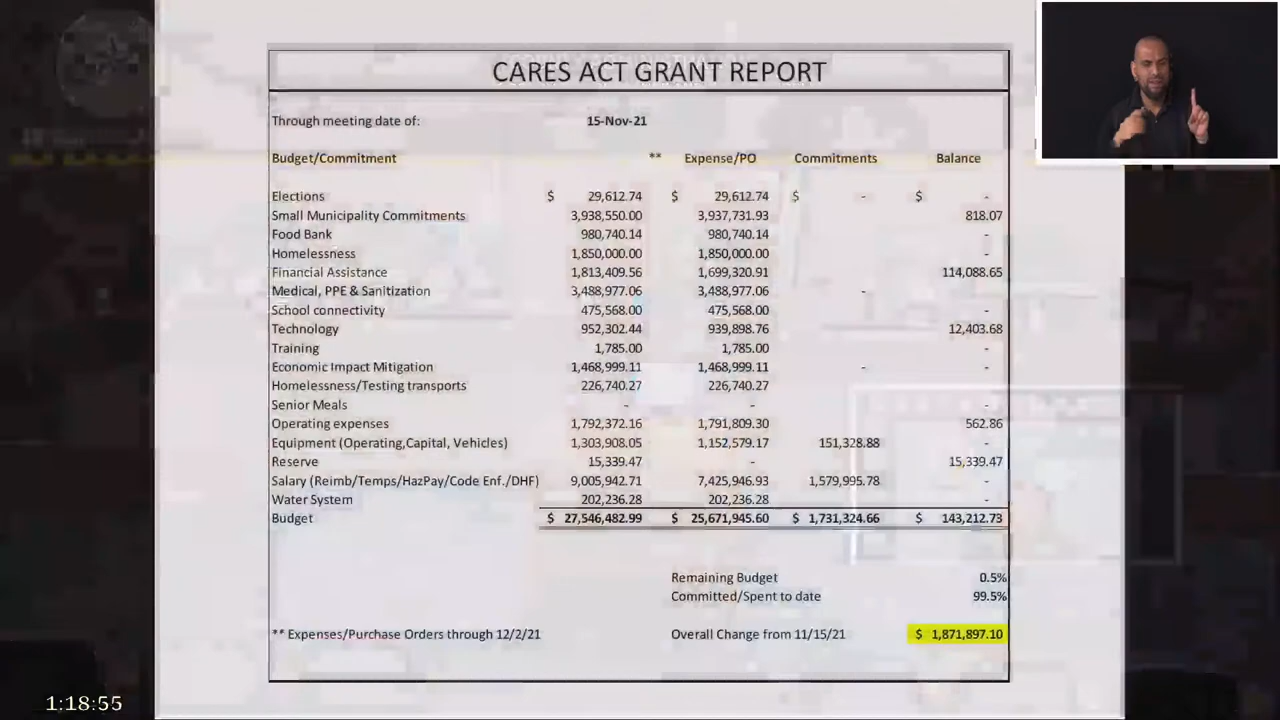 CARES ACT GRANT REPORT
Through meeting date of: 15-Nov-21
Budget/Commitment ** Expense/PO Commitments Balance
Elections $ 29,612.74 $ 29,612.74 $ - $ -
Small Municipality Commitments 3,938,550.00 3,937,731.93 818.07
Food Bank 980,740.14 980,740.14 -
Homelessness 1,850,000.00 1,850,000.00 -
Financial Assistance 1,813,409.56 1,699,320.91 114,088.65
Medical, PPE & Sanitization 3,488,977.06 3,488,977.06 - -
School connectivity 475,568.00 475,568.00 -
Technology 952,302.44 939,898.76 12,403.68
Training 1,785.00 1,785.00 -
Economic Impact Mitigation 1,468,999.11 1,468,999.11 - -
Homelessness/Testing transports 226,740.27 226,740.27 -
Senior Meals - - -
Operating expenses 1,792,372.16 1,791,809.30 562.86
Equipment (Operating,Capital, Vehicles) 1,303,908.05 1,152,579.17 151,328.88 -
Reserve 15,339.47 - 15,339.47
Salary (Reimb/Temps/HazPay/Code Enf./DHF) 9,005,942.71 7,425,946.93 1,579,995.78 -
Water System 202,236.28 202,236.28 -
Budget $ 27,546,482.99 $ 25,671,945.60 $ 1,731,324.66 $ 143,212.73
Remaining Budget 0.5%
Committed/Spent to date 99.5%
** Expenses/Purchase Orders through 12/2/21 Overall Change from 11/15/21 $ 1,871,897.10
1:18:55